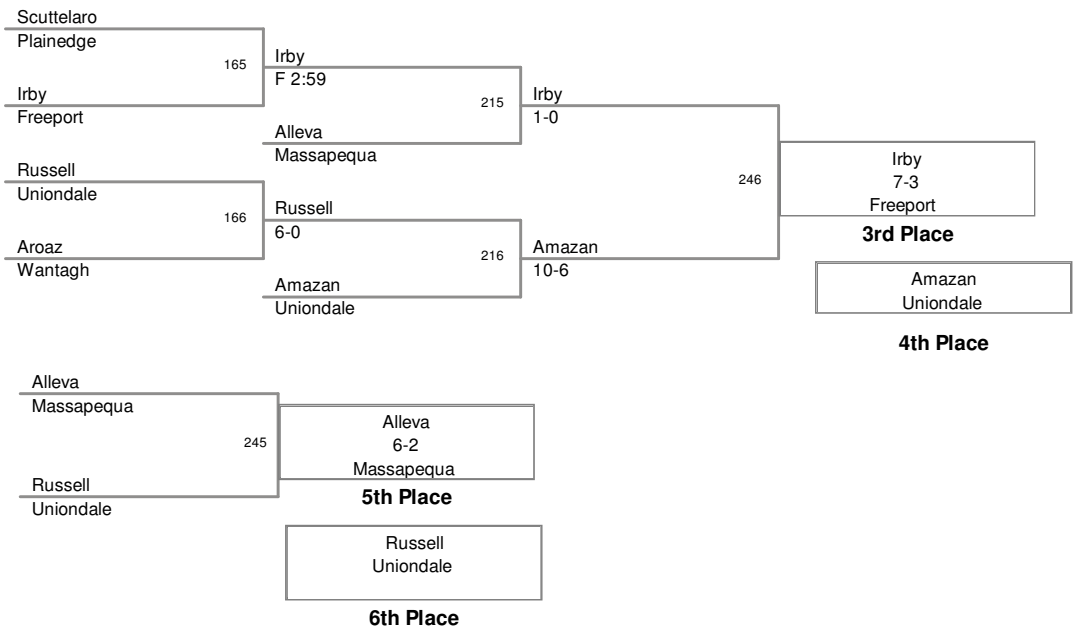 Scuttelaro
Plainedge
165
Irby
F 2:59
Irby
Freeport
215
Irby
1-0
Alleva
Massapequa
Russell
Uniondale
166
Russell
6-0
Aroaz
Wantagh
216
Amazan
10-6
Amazan
Uniondale
246
Irby
7-3
Freeport
3rd Place
Amazan
Uniondale
4th Place
Alleva
Massapequa
245
Alleva
6-2
Massapequa
5th Place
Russell
Uniondale
Russell
Uniondale
6th Place